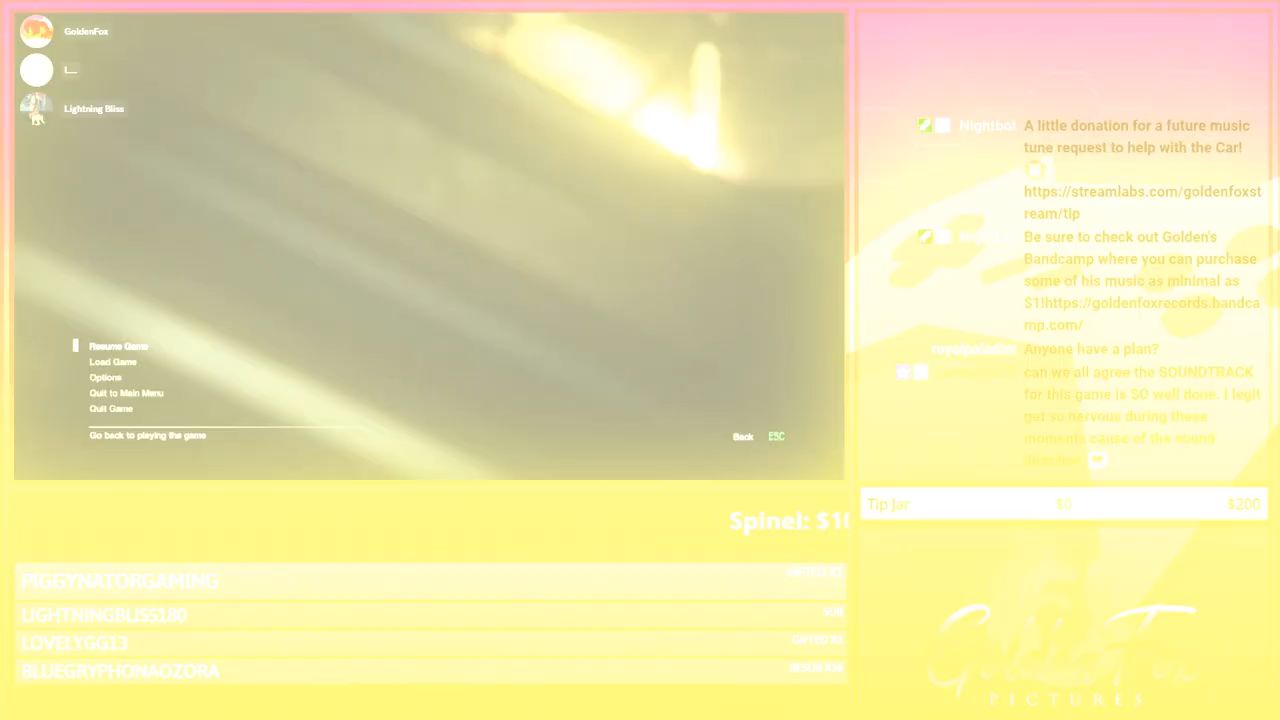 GoldenFox
L...
Lightning Bliss
Resume Game
Load Game
Options
Quit to Main Menu
Quit Game
Go back to playing the game
Back ESC
Nightbot A little donation for a future music
tune request to help with the Car!
https://streamlabs.com/goldenfoxst
ream/tip
Be sure to check out Golden's
Bandcamp where you can purchase
some of his music as minimal as
$1!https://goldenfoxrecords.bandca
mp.com/
Anyone have a plan?
can we all agree the SOUNDTRACK
for this game is SO well done. I legit
get so nervous during these
moments cause of the sound
Tip Jar $0 $200
Spinel: $10
PIGGYNATORGAMING
LIGHTNINGBLISS180 SUB
LOVELYGG13
BLUEGRYPHONAOZORA
PICTURES